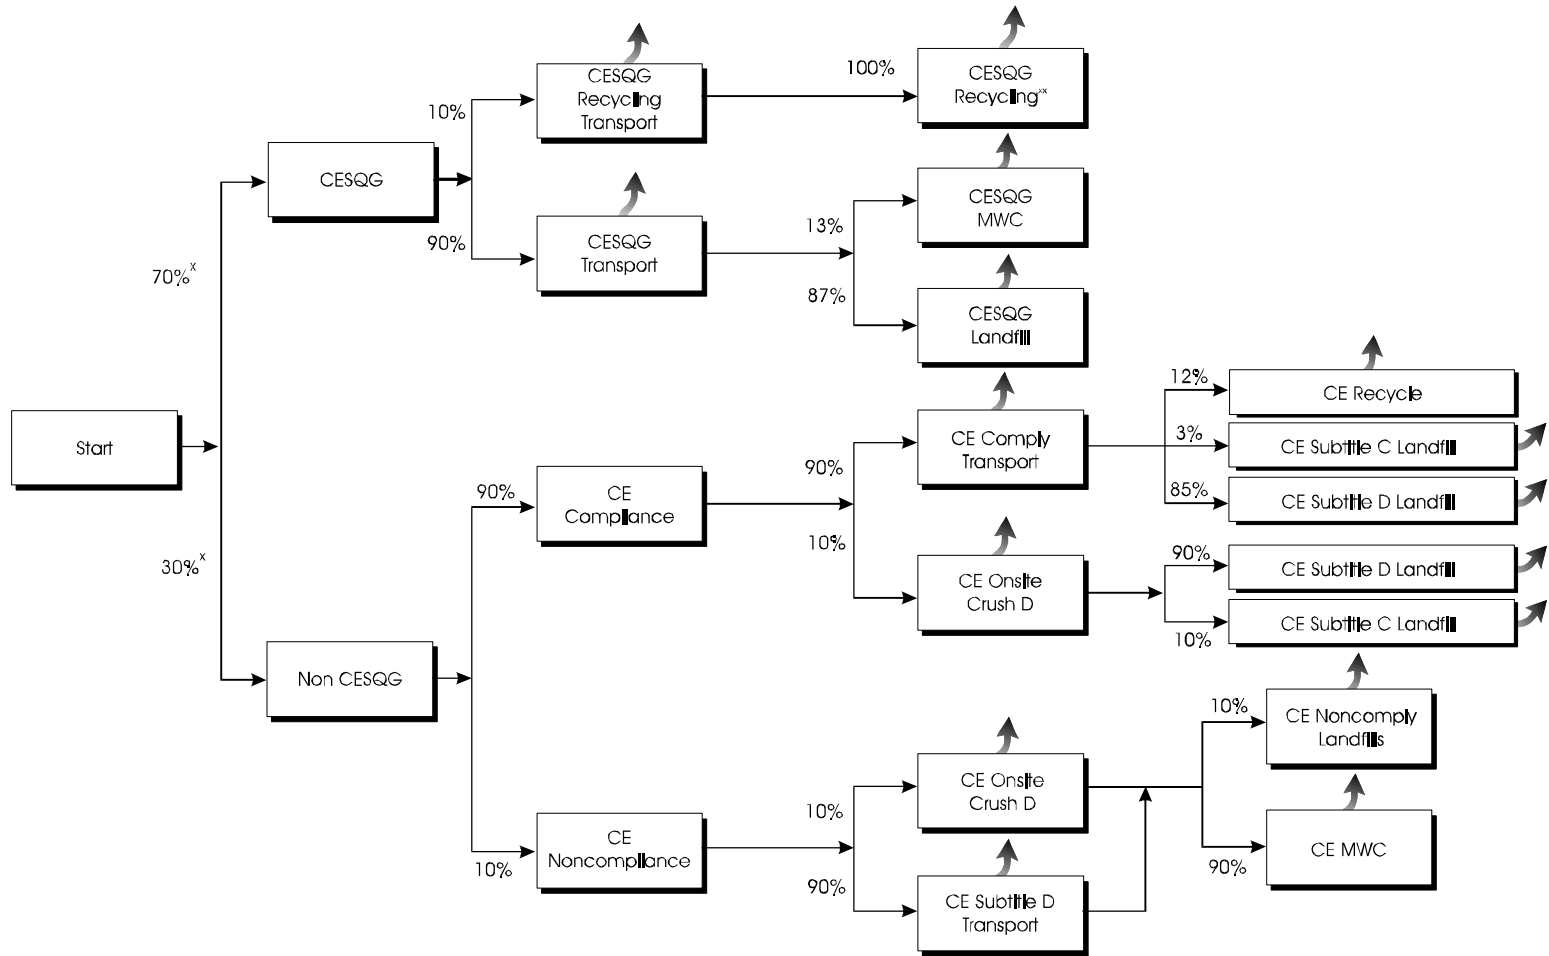 Start
70%x
30%x
CESQG
Non CESQG
10%
90%
CESQG
Recycling
Transport
CESQG
Transport
100%
CESQG
Recycling xx
13%
87%
CESQG
MWC
CESQG
Landfill
90%
10%
CE
Compliance
CE
Noncompliance
90%
10%
CE Comply
Transport
CE Onsite
Crush D
12%
3%
85%
CE Recycle
CE Subtitle C Landfill
CE Subtitle D Landfill
90%
10%
CE Subtitle D Landfill
CE Subtitle C Landfill
10%
90%
CE Onsite
Crush D
CE Subtitle D
Transport
10%
90%
CE Noncomply
Landfills
CE MWC